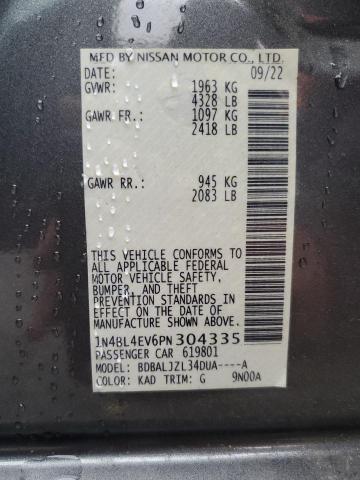 MFD BY NISSAN MOTOR CO., LTD.
DATE: 09/22
GVWR: 1963 KG
4328 LB
GAWR FR.: 1097 KG
2418 LB
GAWR RR.: 945 KG
2083 LB
THIS VEHICLE CONFORMS TO
ALL APPLICABLE FEDERAL
MOTOR VEHICLE SAFETY,
BUMPER, AND THEFT
PREVENTION STANDARDS IN
EFFECT ON THE DATE OF
MANUFACTURE SHOWN ABOVE.
1N4BL4EV6PN304335
PASSENGER CAR 619801
MODEL: BDBALJZL34DUA----A
COLOR: KAD TRIM: G 9N00A